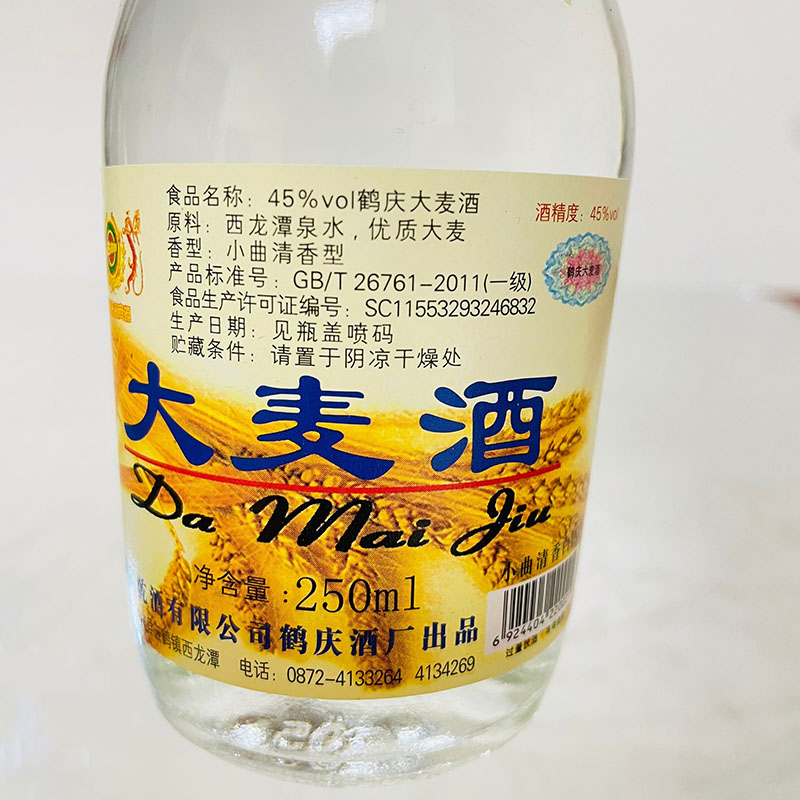 食品名称：45%vol鹤庆大麦酒
原料：西龙潭泉水，优质大麦
香型：小曲清香型
产品标准号：GB/T 26761-2011(一级)
食品生产许可证编号：SC11553293246832
生产日期：见瓶盖喷码
贮藏条件：请置于阴凉干燥处
酒精度：45%vol
鹤庆大麦酒
大麦酒
Da Mai Jiu
净含量：250ml
小曲清香
酒有限公司鹤庆酒厂出品
鹤镇西龙潭 电话：0872-4133264 4134269
6 924404